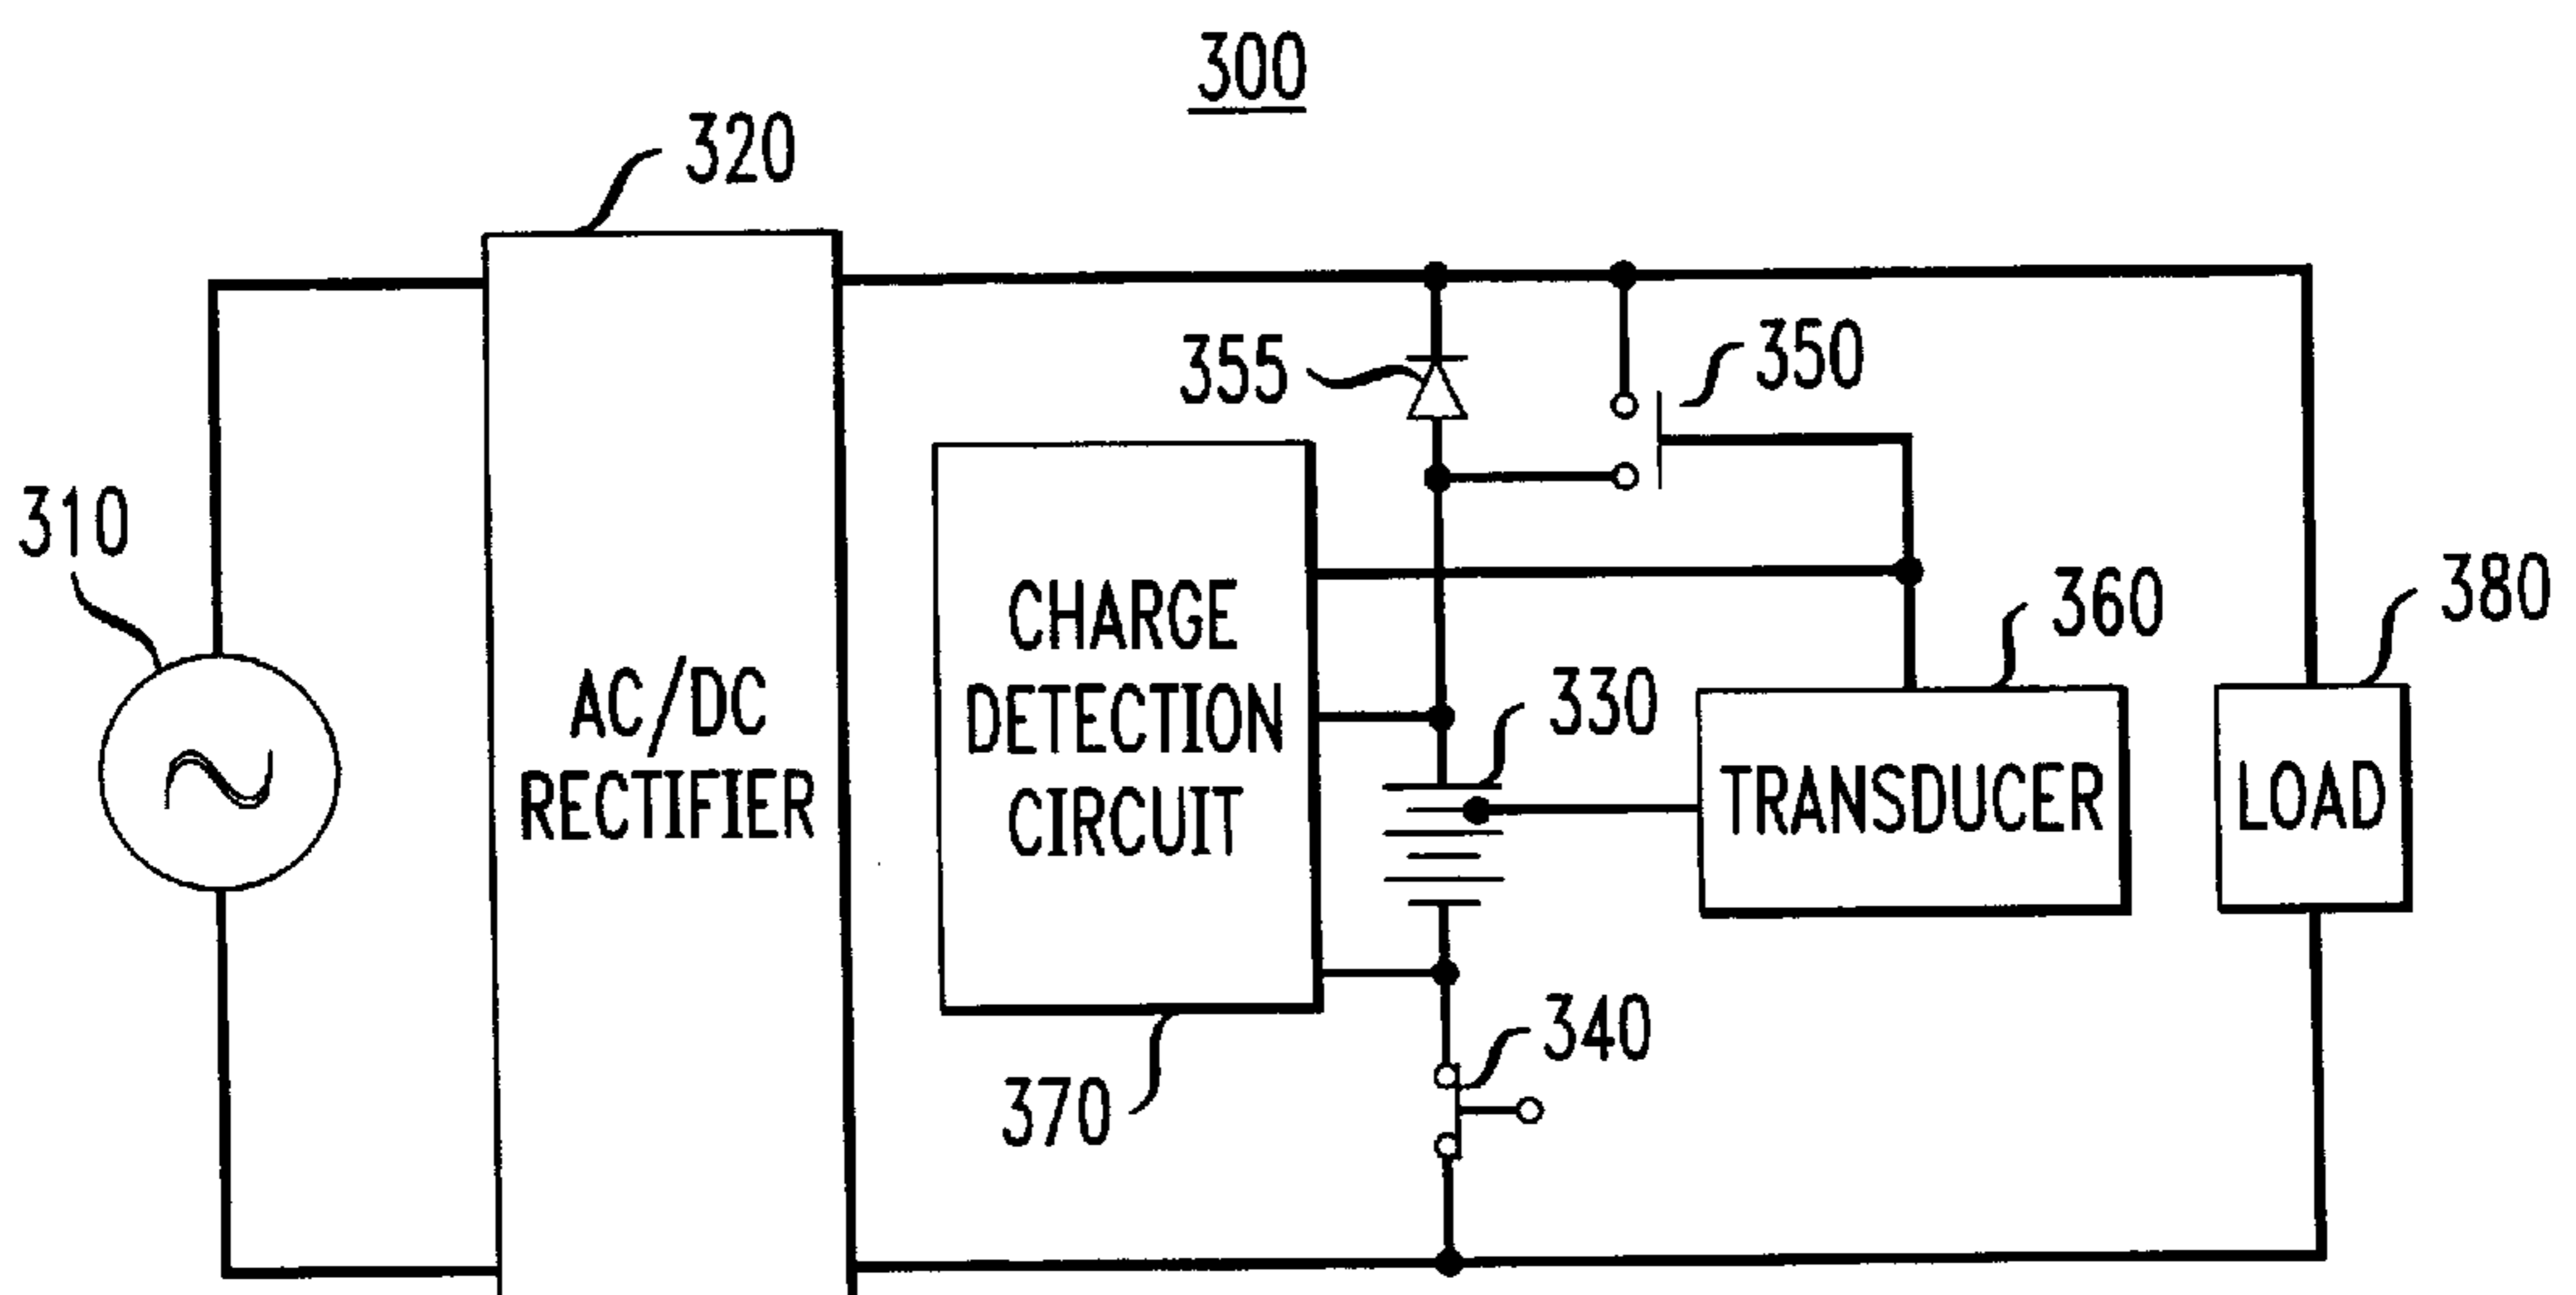 300
320
355
350
310
CHARGE
DETECTION
CIRCUIT
360
380
AC/DC
RECTIFIER
330
TRANSDUCER
LOAD
340
370